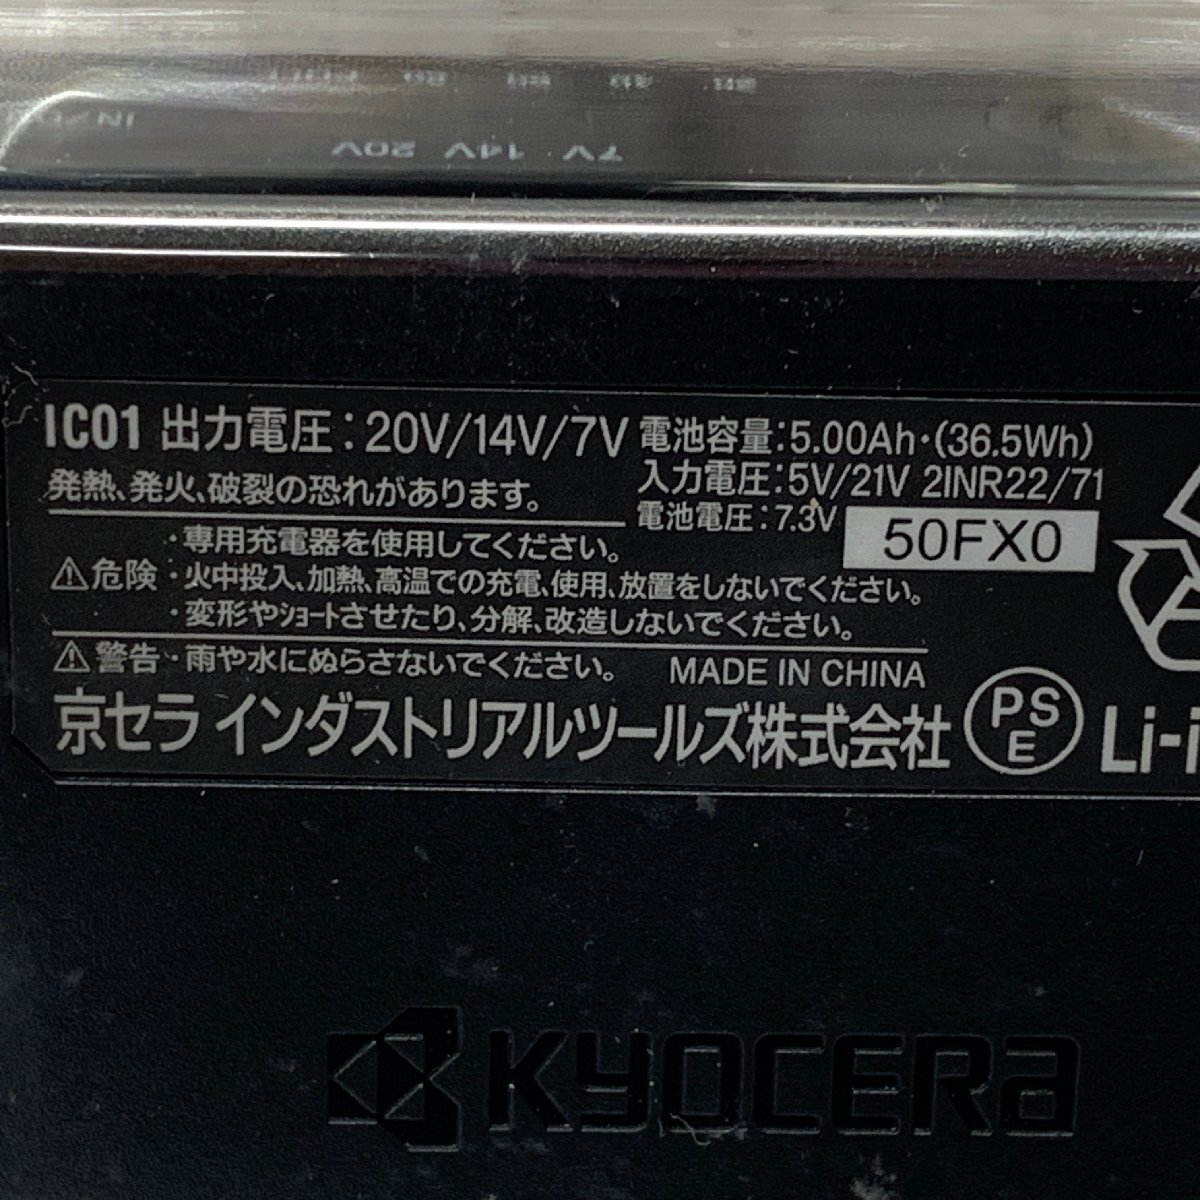 7V・14V 20V
IC01 出力電圧：20V/14V/7V
発熱、発火、破裂の恐れがあります。
電池容量：5.00Ah・(36.5Wh)
入力電圧：5V/21V 2INR22/71
電池電圧：7.3V
50FX0
⚠危険
・専用充電器を使用してください。
・火中投入、加熱、高温での充電、使用、放置をしないでください。
・変形やｼｮｰﾄさせたり、分解、改造しないでください。
⚠警告・雨や水にぬらさないでください。 MADE IN CHINA
京セラ インダストリアルツールズ株式会社
PS
E
Li-i
KYOCERA